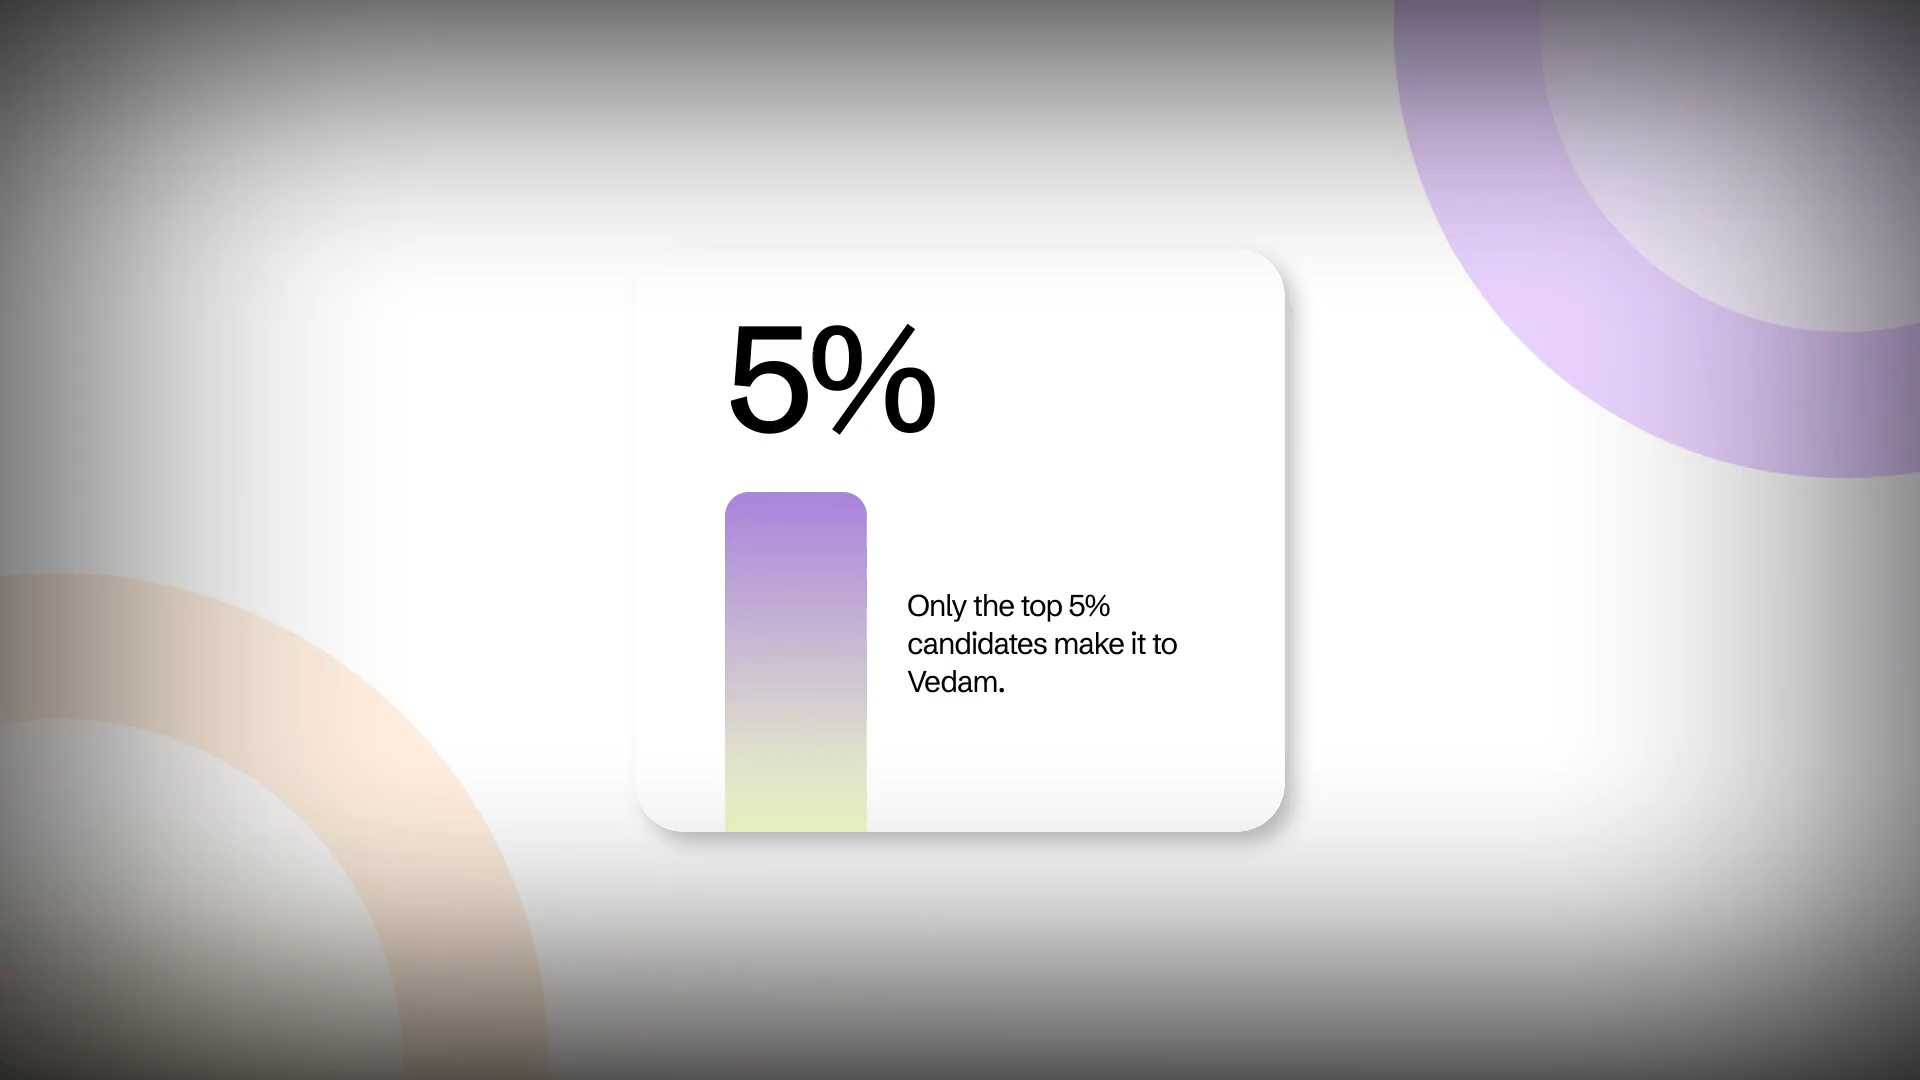 5%
Only the top 5%
candidates make it to
Vedam.